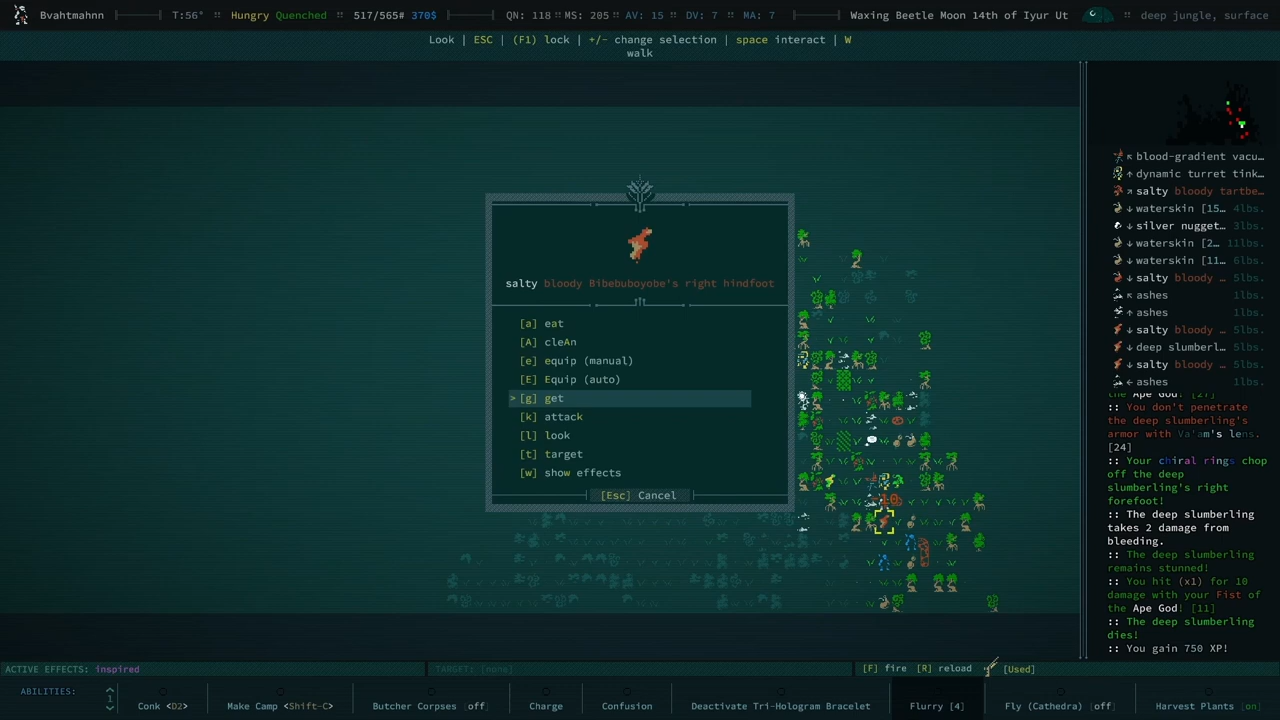 Bvahtmahnn T:56° Hungry Quenched 517/565# 370$ QN: 118 MS: 205 AV: 15 DV: 7 MA: 7 Waxing Beetle Moon 14th of Iyur Ut :: deep jungle, surface
Look | ESC | (F1) lock | +/- change selection | space interact | W
walk
salty bloody Bibebuboyobe's right hindfoot
[a] eat
[A] cleAn
[e] equip (manual)
[E] Equip (auto)
> [g] get
[k] attack
[l] look
[t] target
[w] show effects
[Esc] Cancel
-10
↖ blood-gradient vacu…
↑ dynamic turret tink…
↗ salty bloody tartbe…
↓ waterskin [15… 4lbs.
↓ silver nugget… 3lbs.
↓ waterskin [2… 11lbs.
↓ waterskin [11… 6lbs.
↓ salty bloody … 5lbs.
↖ ashes 1lbs.
↑ ashes 1lbs.
↓ salty bloody … 5lbs.
↓ deep slumberl… 5lbs.
↓ salty bloody … 5lbs.
← ashes 1lbs.
the Ape God! [27]
:: You don't penetrate
the deep slumberling's
armor with Va'am's lens.
[24]
:: Your chiral rings chop
off the deep
slumberling's right
forefoot!
:: The deep slumberling
takes 2 damage from
bleeding.
:: The deep slumberling
remains stunned!
:: You hit (x1) for 10
damage with your Fist of
the Ape God! [11]
:: The deep slumberling
dies!
:: You gain 750 XP!
ACTIVE EFFECTS: inspired TARGET: [none] [F] fire [R] reload [Used]
ABILITIES: 1 Conk <D2> Make Camp <Shift-C> Butcher Corpses [off] Charge Confusion Deactivate Tri-Hologram Bracelet Flurry [4] Fly (Cathedra) [off] Harvest Plants [on]